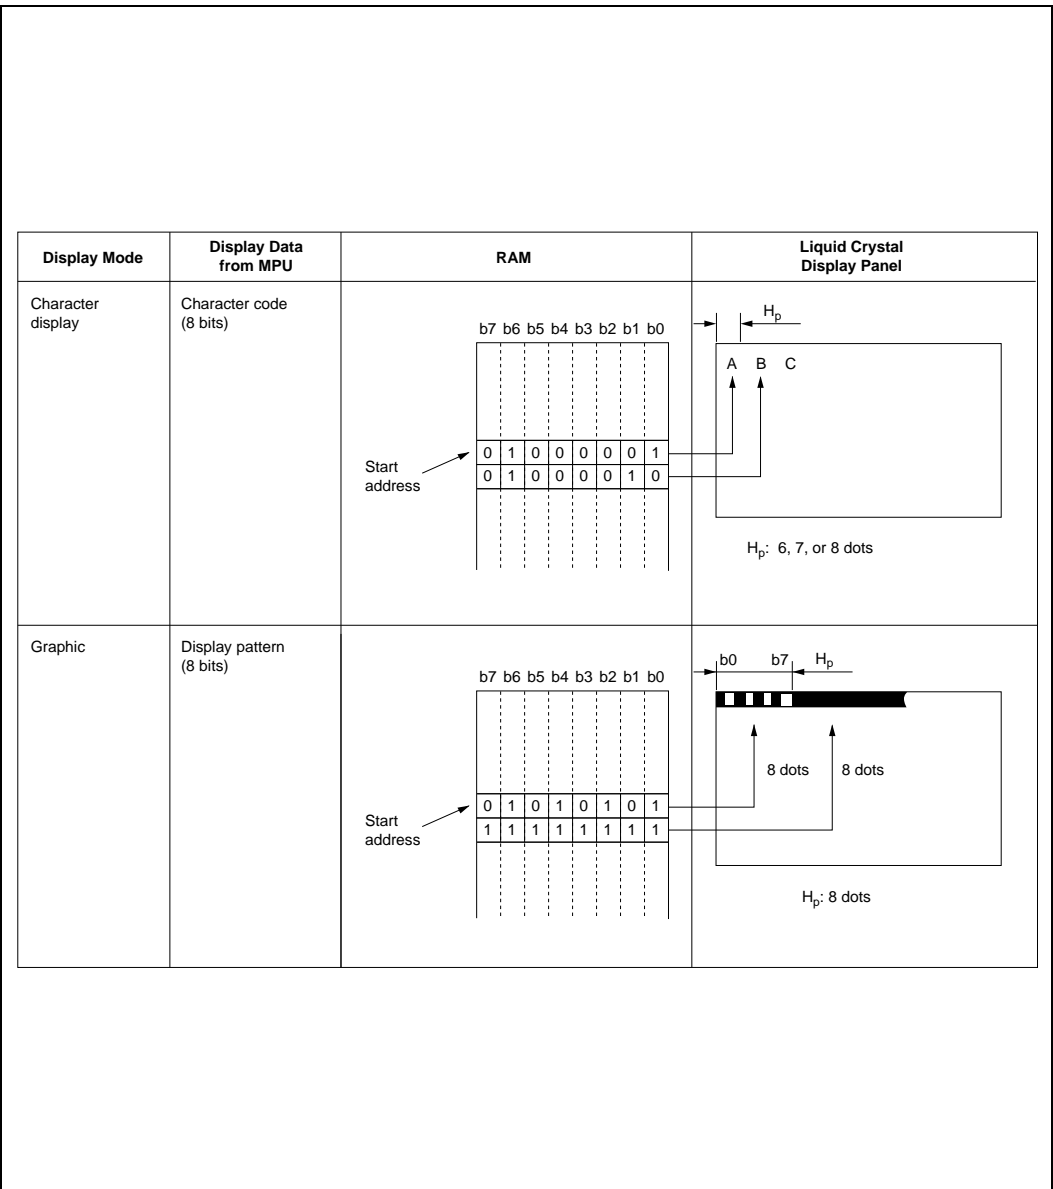 Display Mode
Display Data
from MPU
RAM
Liquid Crystal
Display Panel
Character
display
Character code
(8 bits)
b7 b6 b5 b4 b3 b2 b1 b0
Start
address
0 1 0 0 0 0 0 1
0 1 0 0 0 0 1 0
Hp
A B C
Hp: 6, 7, or 8 dots
Graphic
Display pattern
(8 bits)
b7 b6 b5 b4 b3 b2 b1 b0
Start
address
0 1 0 1 0 1 0 1
1 1 1 1 1 1 1 1
b0 b7 Hp
8 dots 8 dots
Hp: 8 dots